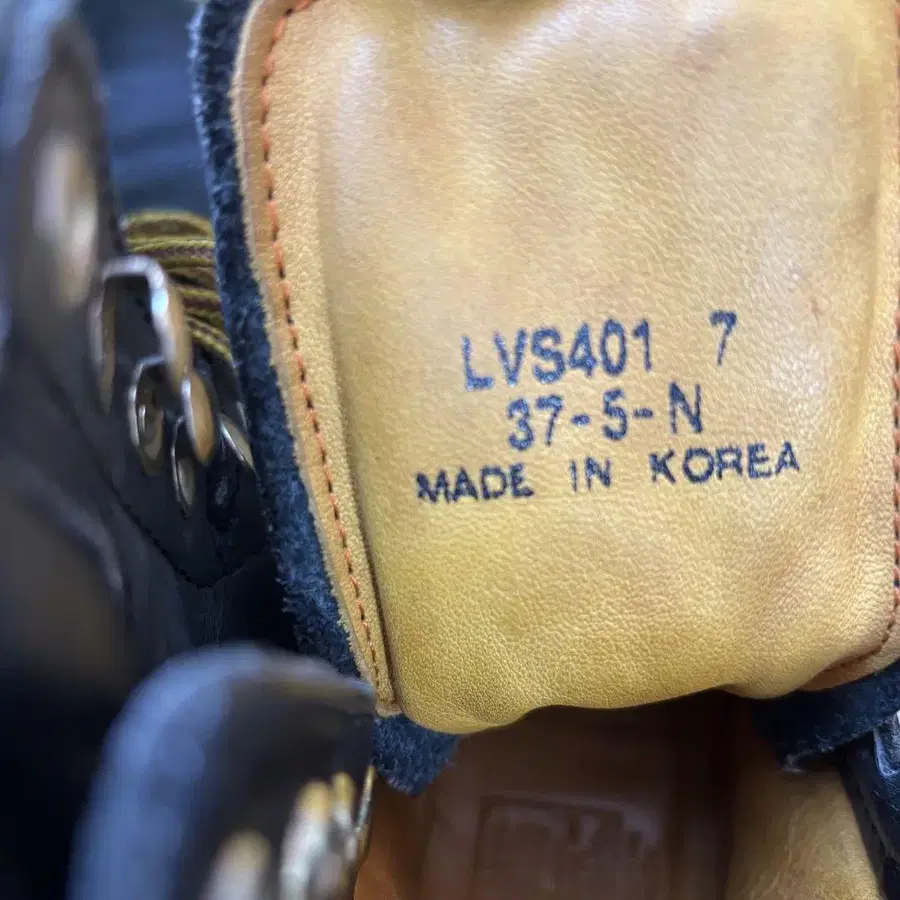 LVS401 7
37-5-N
MADE IN KOREA